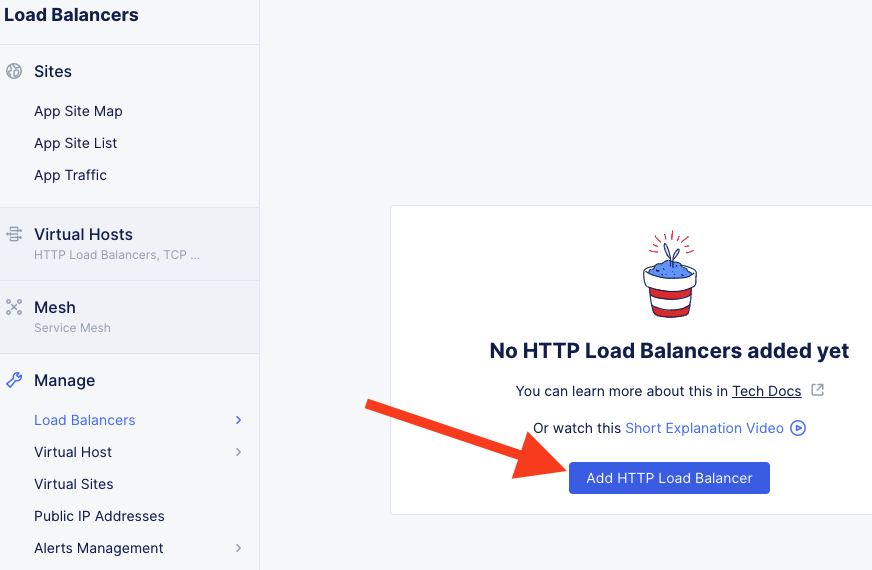 Load Balancers
Sites
App Site Map
App Site List
App Traffic
Virtual Hosts
HTTP Load Balancers, TCP ...
Mesh
Service Mesh
Manage
Load Balancers
Virtual Host
Virtual Sites
Public IP Addresses
Alerts Management
No HTTP Load Balancers added yet
You can learn more about this in Tech Docs
Or watch this Short Explanation Video
Add HTTP Load Balancer